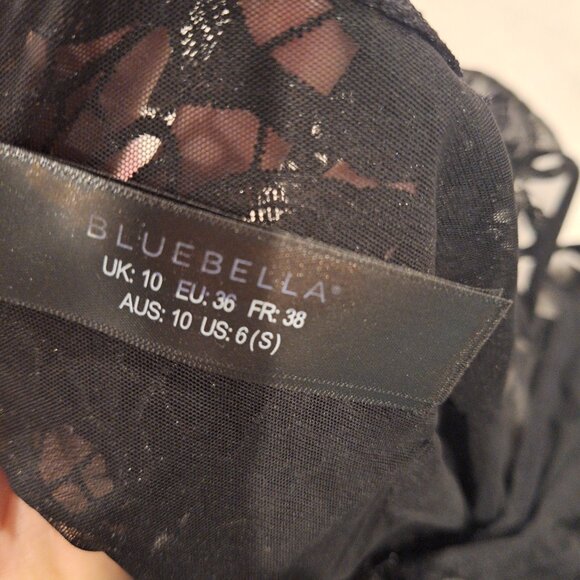 BLUEBELLA®
UK: 10 EU: 36 FR: 38
AUS: 10 US: 6 (S)